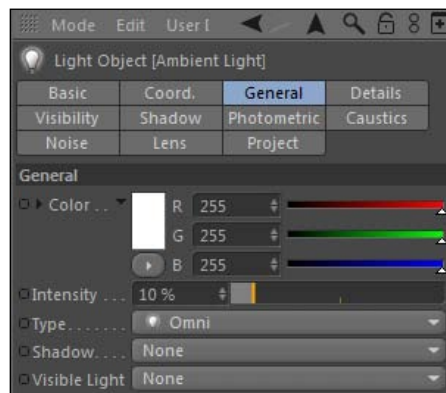 Mode Edit User
Light Object [Ambient Light]
Basic Coord. General Details
Visibility Shadow Photometric Caustics
Noise Lens Project
General
Color . . R 255
G 255
B 255
Intensity . . . 10 %
Type. . . . . . . Omni
Shadow. . . . None
Visible Light None